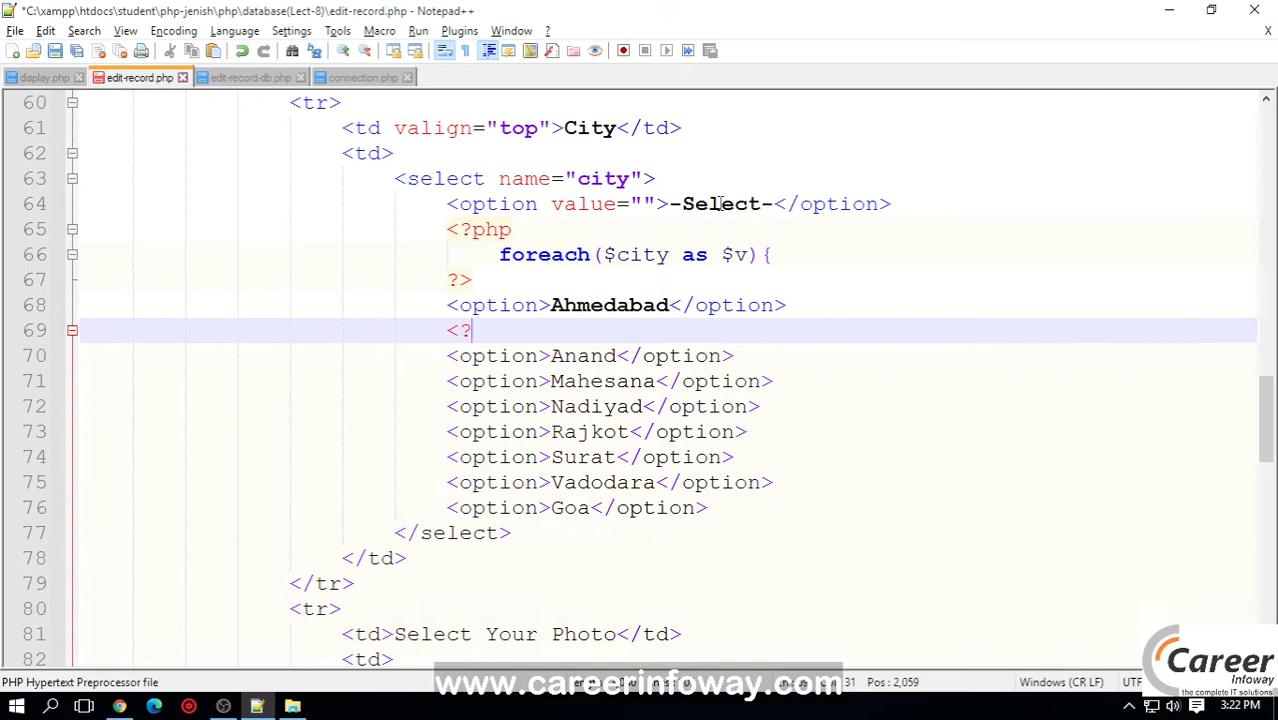 *C:\xampp\htdocs\student\php-jenish\php\database(Lect-8)\edit-record.php - Notepad++
File Edit Search View Encoding Language Settings Tools Macro Run Plugins Window ?
display.php edit-record.php edit-record-db.php connection.php
60 <tr>
61 <td valign="top">City</td>
62 <td>
63 <select name="city">
64 <option value="">-Select-</option>
65 <?php
66 foreach($city as $v){
67 ?>
68 <option>Ahmedabad</option>
69 <?
70 <option>Anand</option>
71 <option>Mahesana</option>
72 <option>Nadiyad</option>
73 <option>Rajkot</option>
74 <option>Surat</option>
75 <option>Vadodara</option>
76 <option>Goa</option>
77 </select>
78 </td>
79 </tr>
80 <tr>
81 <td>Select Your Photo</td>
82 <td>
PHP Hypertext Preprocessor file 31 Pos : 2,059 Windows (CR LF) UTF
www.careerinfoway.com
Career
Infoway
(the complete IT solutions)
3:22 PM